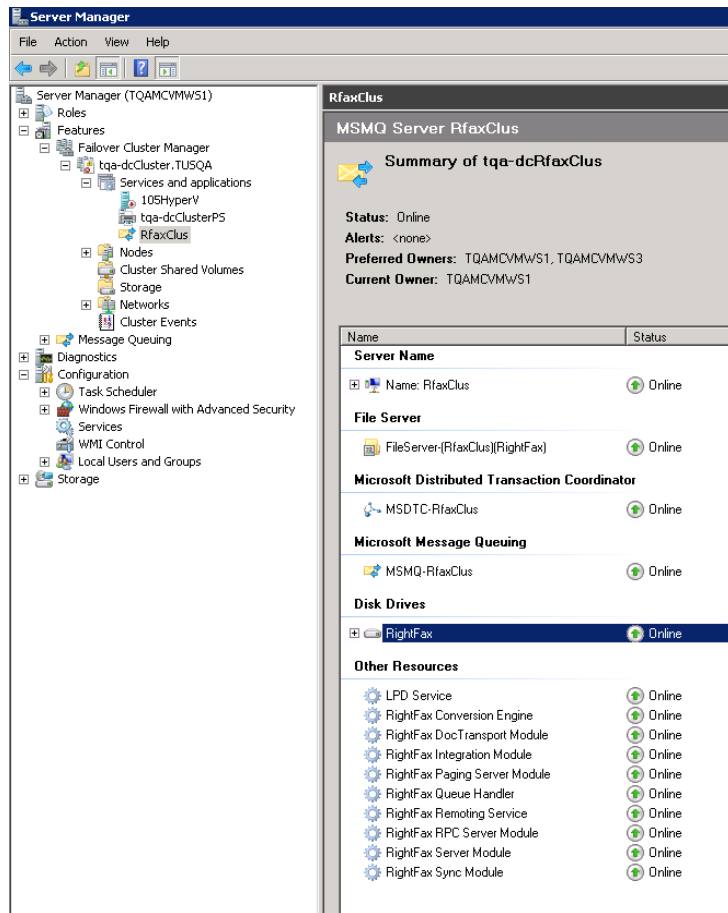 Server Manager
File Action View Help
Server Manager (TQAMCVMWS1)
Roles
Features
Failover Cluster Manager
tqa-dcCluster.TUSQA
Services and applications
105HyperV
tqa-dcClusterPS
RfaxClus
Nodes
Cluster Shared Volumes
Storage
Networks
Cluster Events
Message Queuing
Diagnostics
Configuration
Task Scheduler
Windows Firewall with Advanced Security
Services
WMI Control
Local Users and Groups
Storage
RfaxClus
MSMQ Server RfaxClus
Summary of tqa-dcRfaxClus
Status: Online
Alerts: <none>
Preferred Owners: TQAMCVMWS1, TQAMCVMWS3
Current Owner: TQAMCVMWS1
Name Status
Server Name
Name: RfaxClus Online
File Server
FileServer-(RfaxClus)(RightFax) Online
Microsoft Distributed Transaction Coordinator
MSDTC-RfaxClus Online
Microsoft Message Queuing
MSMQ-RfaxClus Online
Disk Drives
RightFax Online
Other Resources
LPD Service Online
RightFax Conversion Engine Online
RightFax DocTransport Module Online
RightFax Integration Module Online
RightFax Paging Server Module Online
RightFax Queue Handler Online
RightFax Remoting Service Online
RightFax RPC Server Module Online
RightFax Server Module Online
RightFax Sync Module Online